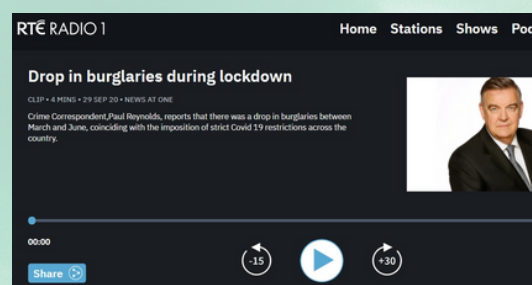 RTÉ RADIO 1
Home Stations Shows
Drop in burglaries during lockdown
CLIP • 4 MINS • 29 SEP 20 • NEWS AT ONE
Crime Correspondent,Paul Reynolds, reports that there was a drop in burglaries between
March and June, coinciding with the imposition of strict Covid 19 restrictions across the
country.
00:00
-15
+30
Share